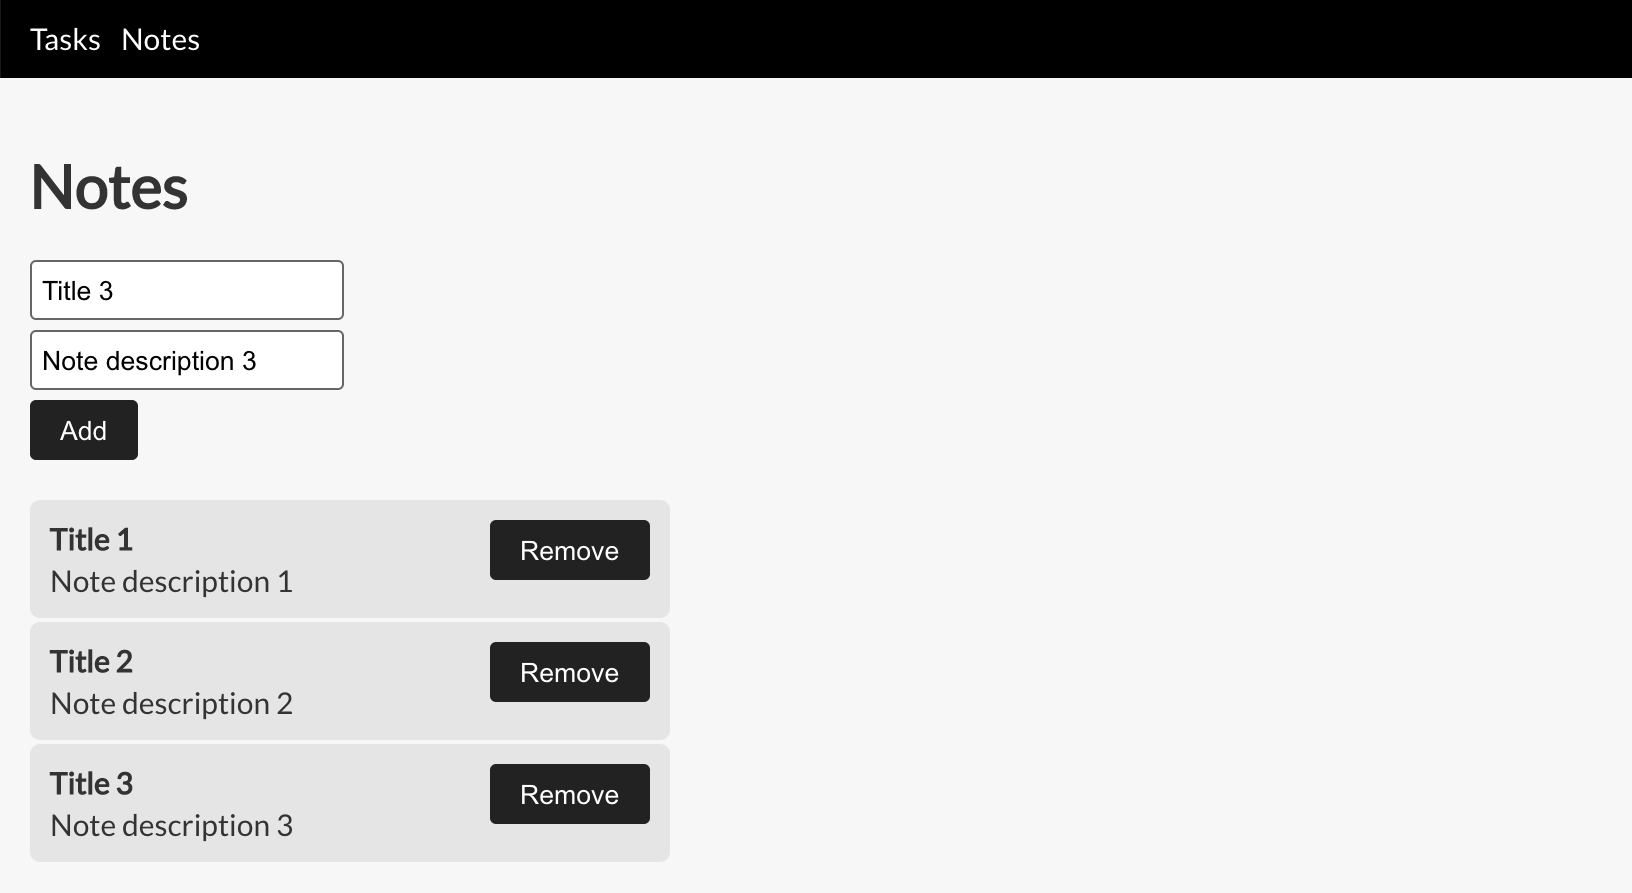 Tasks Notes
Notes
Title 3
Note description 3
Add
Title 1
Remove
Note description 1
Title 2
Remove
Note description 2
Title 3
Remove
Note description 3